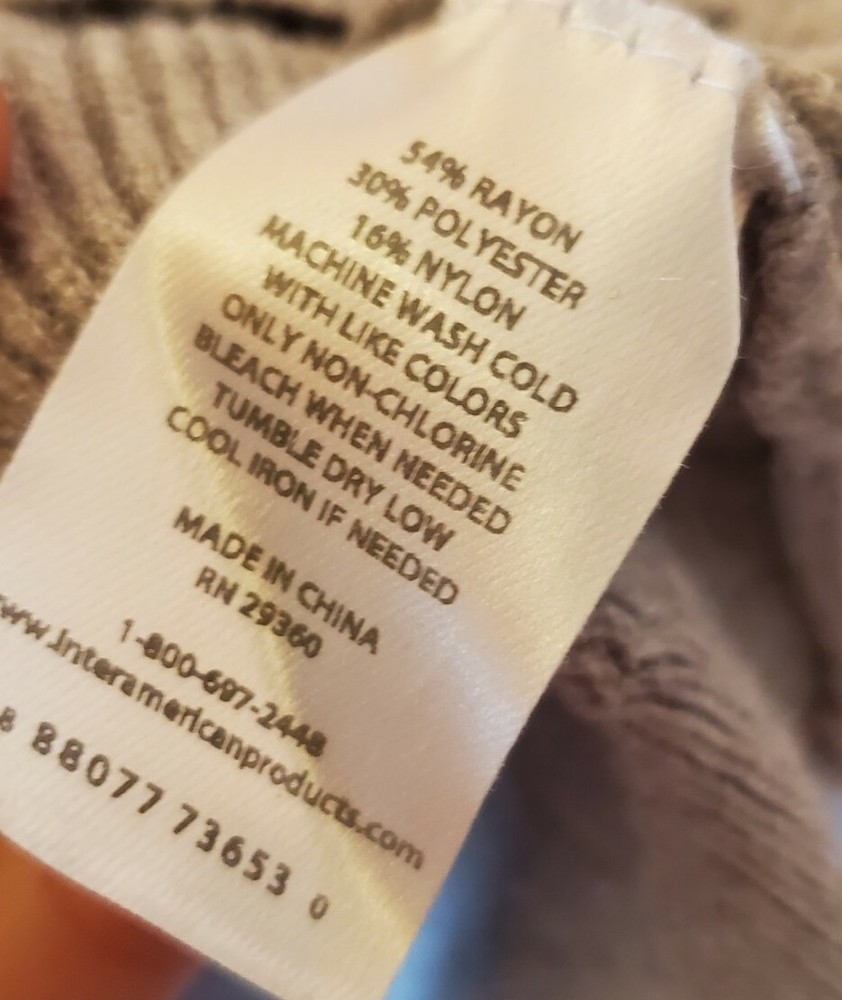 54% RAYON
30% POLYESTER
16% NYLON
MACHINE WASH COLD
WITH LIKE COLORS
ONLY NON-CHLORINE
BLEACH WHEN NEEDED
TUMBLE DRY LOW
COOL IRON IF NEEDED
MADE IN CHINA
RN 29360
1-800-697-2448
www.interamericanproducts.com
8 88077 73653 0